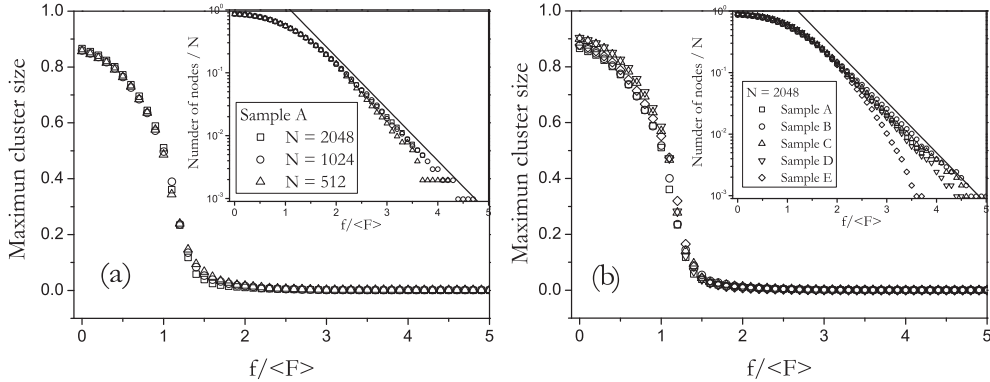 Maximun cluster size
1.0
0.8
0.6
0.4
0.2
0.0
0 1 2 3 4 5
f/<F>
(a)
Number of nodes / N
10^0
10^-1
10^-2
10^-3
0 1 2 3 4 5
f/<F>
Sample A
N = 2048
N = 1024
N = 512
Maximun cluster size
1.0
0.8
0.6
0.4
0.2
0.0
0 1 2 3 4 5
f/<F>
(b)
Number of nodes / N
10^0
10^-1
10^-2
10^-3
0 1 2 3 4 5
f/<F>
N = 2048
Sample A
Sample B
Sample C
Sample D
Sample E